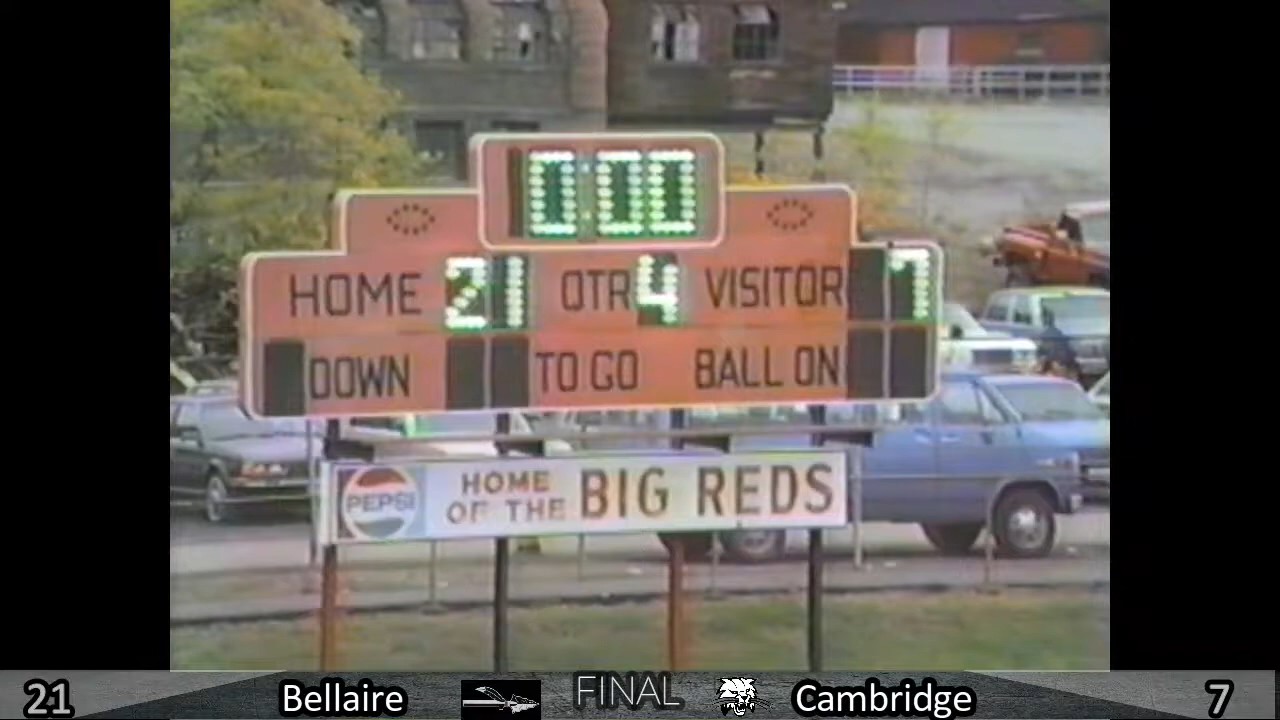 0:00
HOME 21 QTR 4 VISITOR 7
DOWN TO GO BALL ON
PEPSI HOME OF THE BIG REDS
21 Bellaire FINAL Cambridge 7